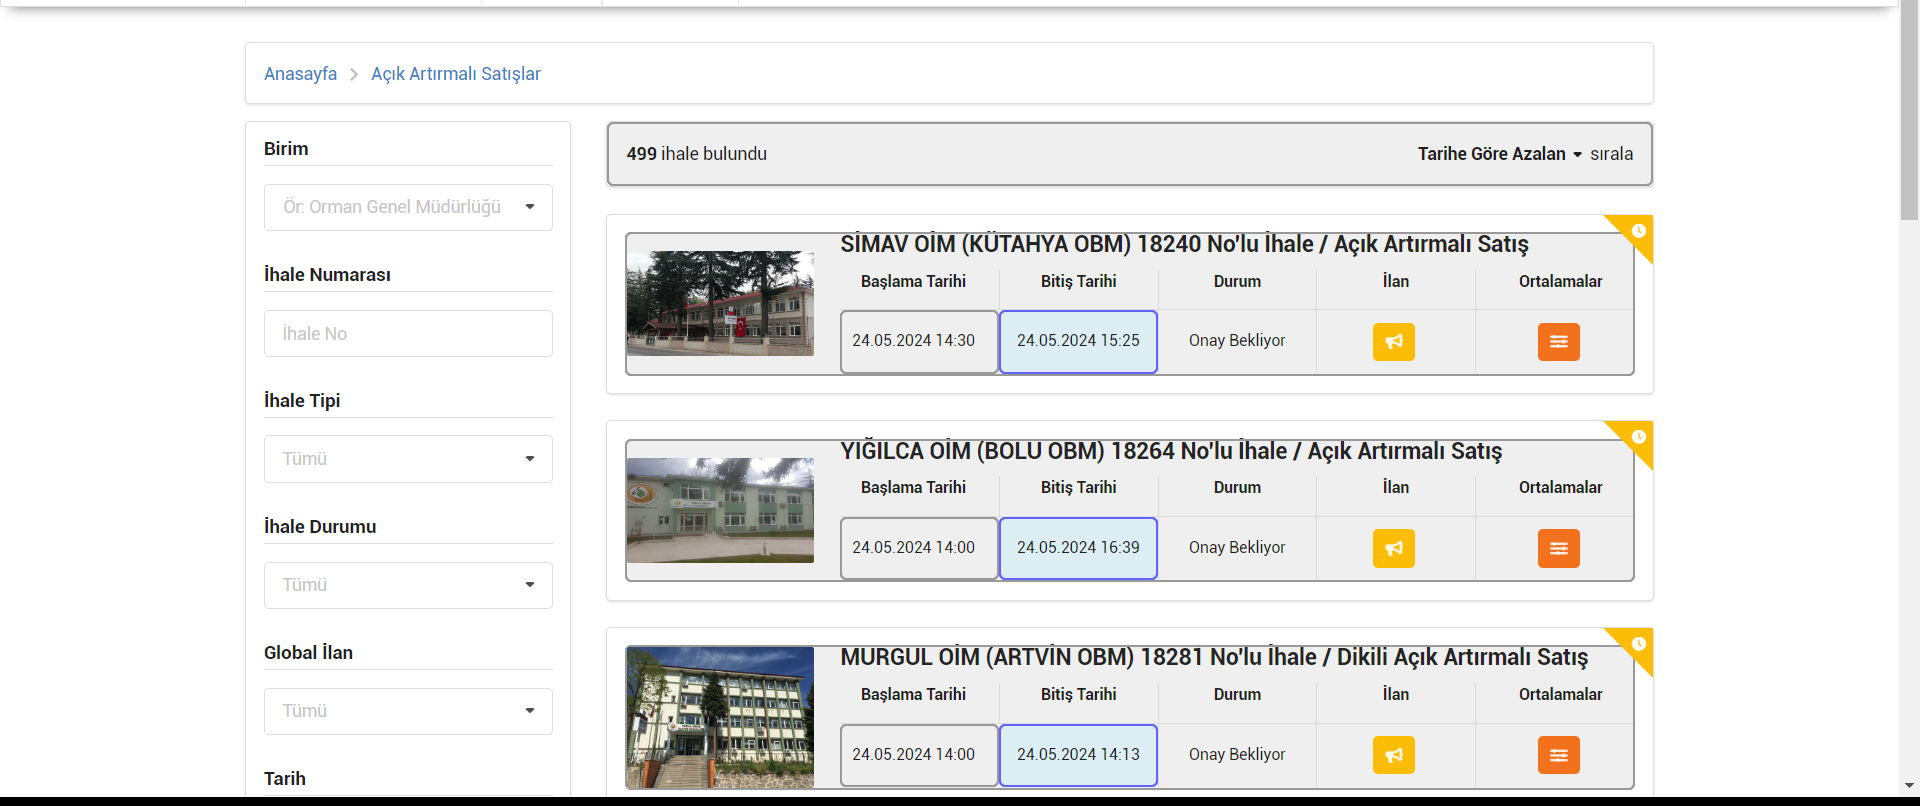 Anasayfa > Açık Artırmalı Satışlar
Birim
Ör: Orman Genel Müdürlüğü
İhale Numarası
İhale No
İhale Tipi
Tümü
İhale Durumu
Tümü
Global İlan
Tümü
Tarih
499 ihale bulundu
Tarihe Göre Azalan sırala
SİMAV OİM (KÜTAHYA OBM) 18240 No'lu İhale / Açık Artırmalı Satış
Başlama Tarihi Bitiş Tarihi Durum İlan Ortalamalar
24.05.2024 14:30 24.05.2024 15:25 Onay Bekliyor
YIĞILCA OİM (BOLU OBM) 18264 No'lu İhale / Açık Artırmalı Satış
Başlama Tarihi Bitiş Tarihi Durum İlan Ortalamalar
24.05.2024 14:00 24.05.2024 16:39 Onay Bekliyor
MURGUL OİM (ARTVİN OBM) 18281 No'lu İhale / Dikili Açık Artırmalı Satış
Başlama Tarihi Bitiş Tarihi Durum İlan Ortalamalar
24.05.2024 14:00 24.05.2024 14:13 Onay Bekliyor